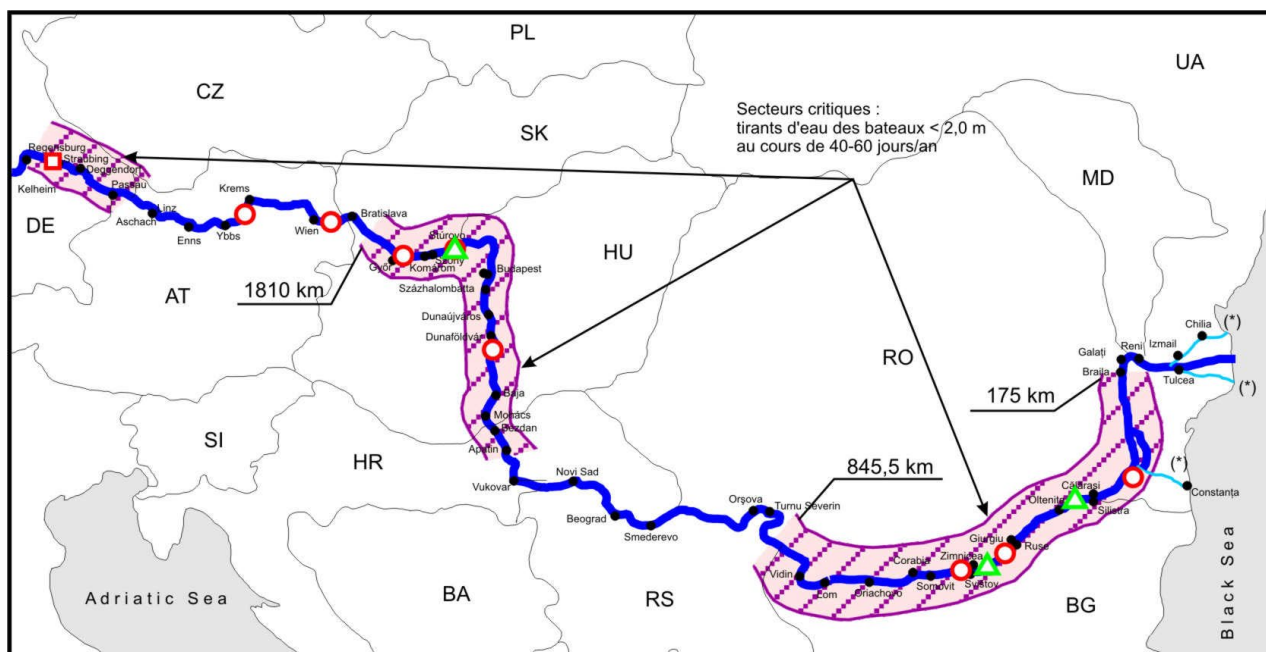 PL
UA
CZ
SK
Secteurs critiques :
tirants d'eau des bateaux < 2,0 m
au cours de 40-60 jours/an
MD
Regensburg
Straubing
Deggendorf
Kelheim
Passau
DE
Linz
Aschach
Enns
Ybbs
Krems
Wien
Bratislava
Štúrovo
Szőny
Győr
Komárom
Budapest
HU
1810 km
AT
Százhalombatta
Dunaújváros
Dunaföldvár
RO
Chilia
(*)
Izmail
Reni
Galați
Braila
Tulcea
(*)
175 km
Baja
Mohács
Bezdan
Apatin
SI
HR
Vukovar
Novi Sad
Beograd
Smederevo
Orșova
Turnu Severin
845,5 km
(*)
Constanța
Călărași
Oltenița
Silistra
Giurgiu
Ruse
Zimnicea
Svistov
Corabia
Somovit
Oriachovo
Lom
Vidin
Adriatic Sea
BA
RS
BG
Black Sea